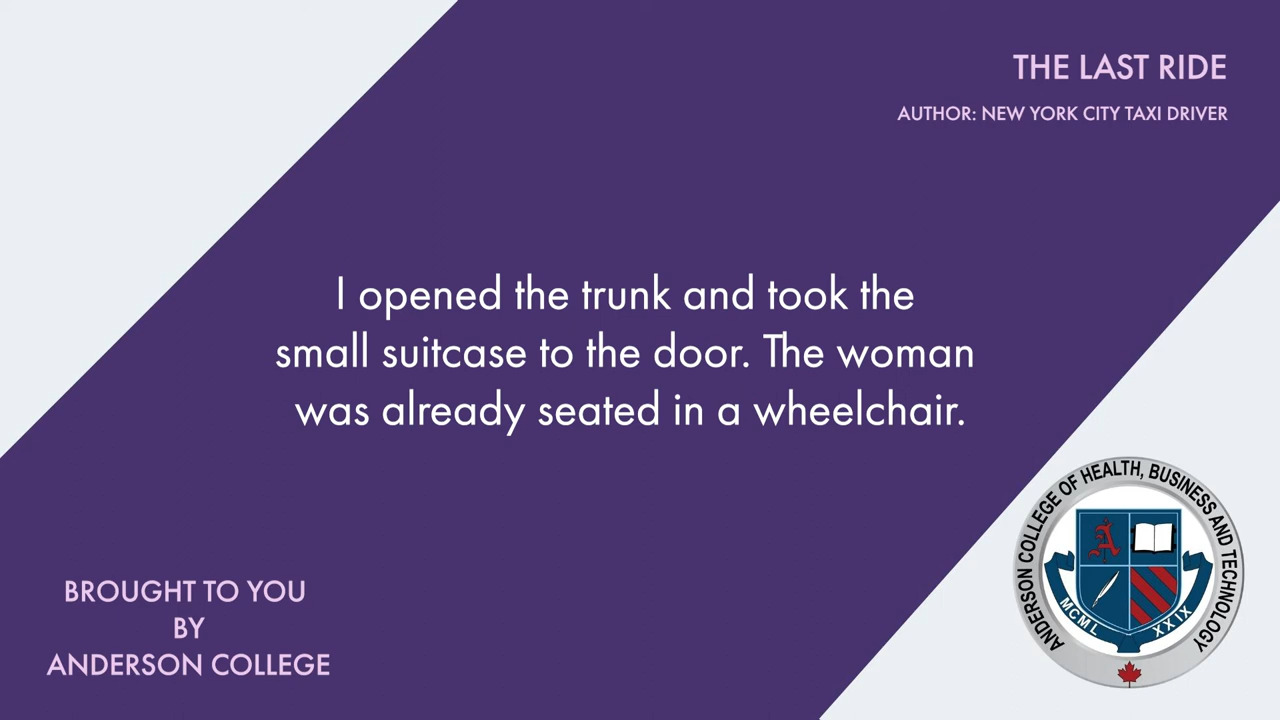 THE LAST RIDE
AUTHOR: NEW YORK CITY TAXI DRIVER
I opened the trunk and took the
small suitcase to the door. The woman
was already seated in a wheelchair.
BROUGHT TO YOU
BY
ANDERSON COLLEGE
ANDERSON COLLEGE OF HEALTH, BUSINESS AND TECHNOLOGY
A
MCML XXIX